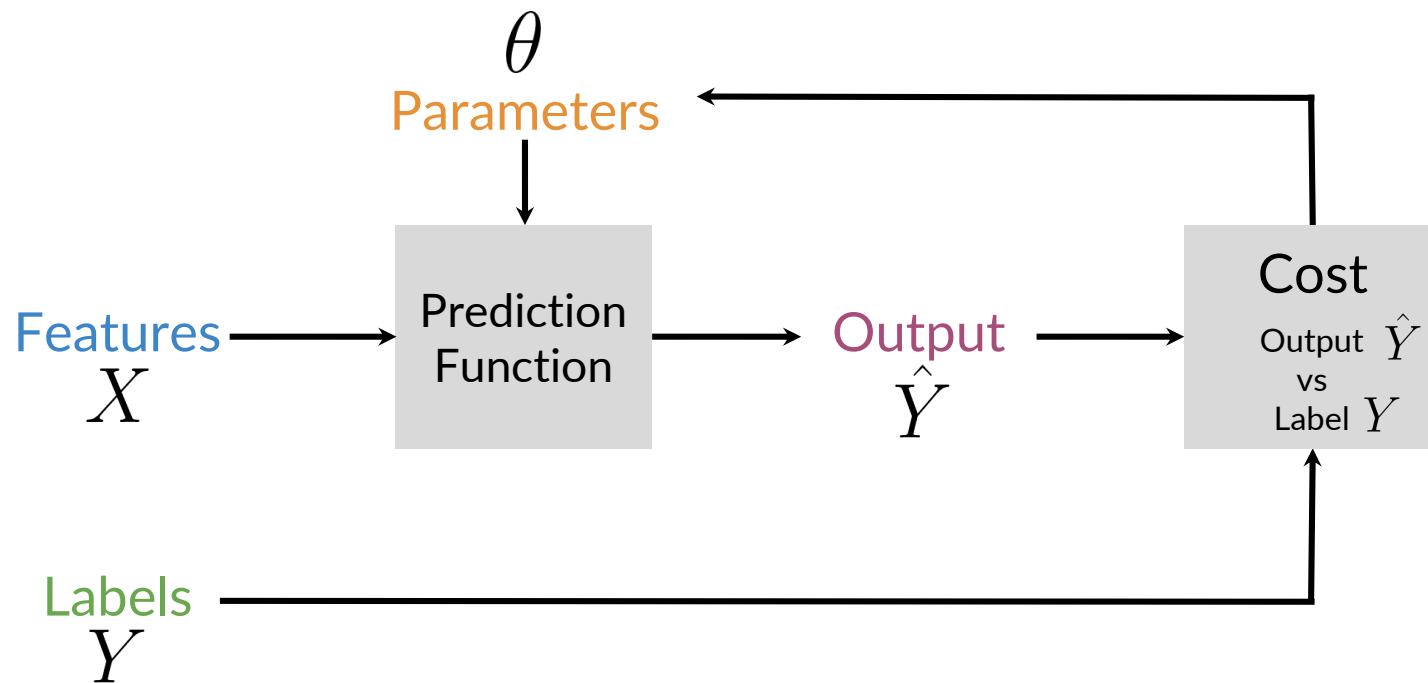 θ
Parameters
Features
X
Prediction
Function
Output
Ŷ
Cost
Output Ŷ
vs
Label Y
Labels
Y